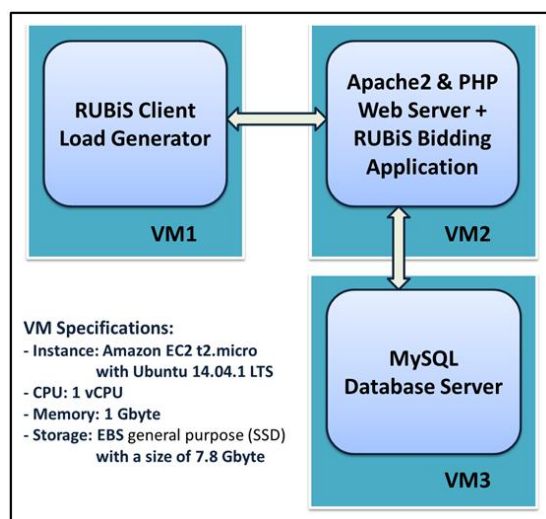 RUBiS Client
Load Generator
VM1
Apache2 & PHP
Web Server +
RUBiS Bidding
Application
VM2
MySQL
Database Server
VM3
VM Specifications:
- Instance: Amazon EC2 t2.micro
with Ubuntu 14.04.1 LTS
- CPU: 1 vCPU
- Memory: 1 Gbyte
- Storage: EBS general purpose (SSD)
with a size of 7.8 Gbyte